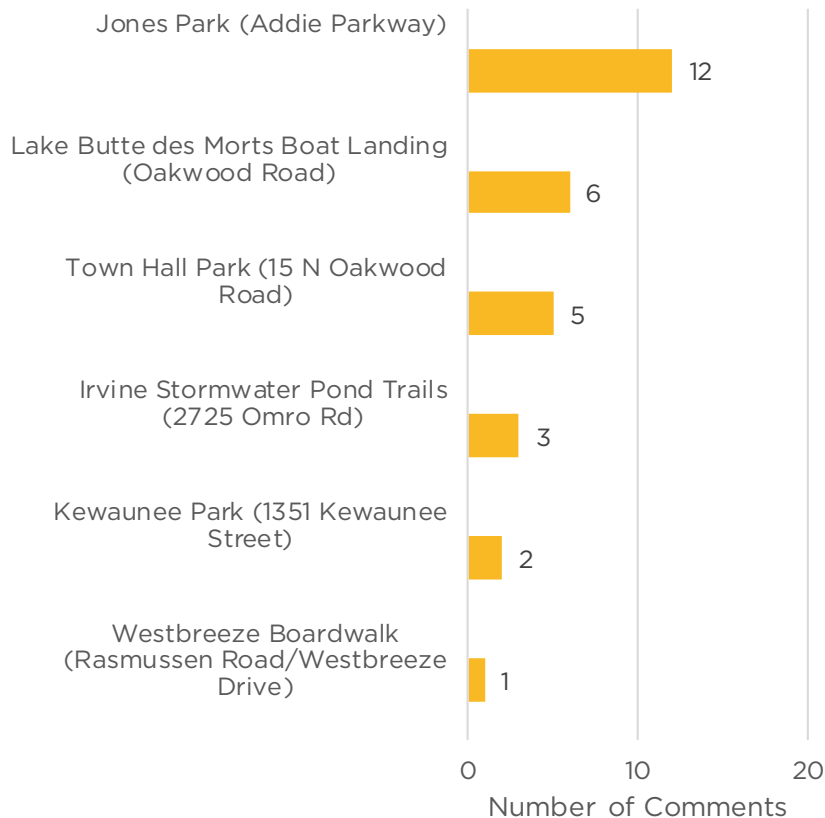 Jones Park (Addie Parkway)
12
Lake Butte des Morts Boat Landing
(Oakwood Road)
6
Town Hall Park (15 N Oakwood
Road)
5
Irvine Stormwater Pond Trails
(2725 Omro Rd)
3
Kewaunee Park (1351 Kewaunee
Street)
2
Westbreeze Boardwalk
(Rasmussen Road/Westbreeze
Drive)
1
0 10 20
Number of Comments